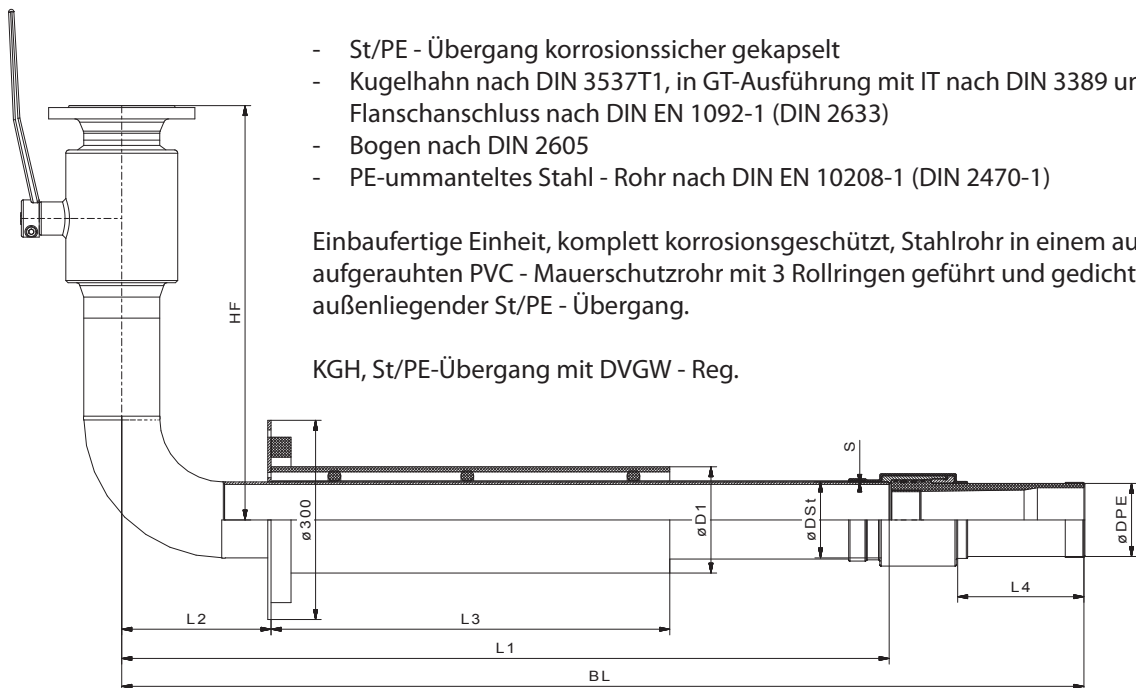 - St/PE - Übergang korrosionssicher gekapselt
- Kugelhahn nach DIN 3537T1, in GT-Ausführung mit IT nach DIN 3389 un
Flanschanschluss nach DIN EN 1092-1 (DIN 2633)
- Bogen nach DIN 2605
- PE-ummanteltes Stahl - Rohr nach DIN EN 10208-1 (DIN 2470-1)
Einbaufertige Einheit, komplett korrosionsgeschützt, Stahlrohr in einem au
aufgerauhten PVC - Mauerschutzrohr mit 3 Rollringen geführt und gedicht
außenliegender St/PE - Übergang.
KGH, St/PE-Übergang mit DVGW - Reg.
HF
S
ø300
øD1
øDSt
øDPE
L4
L2
L3
L1
BL